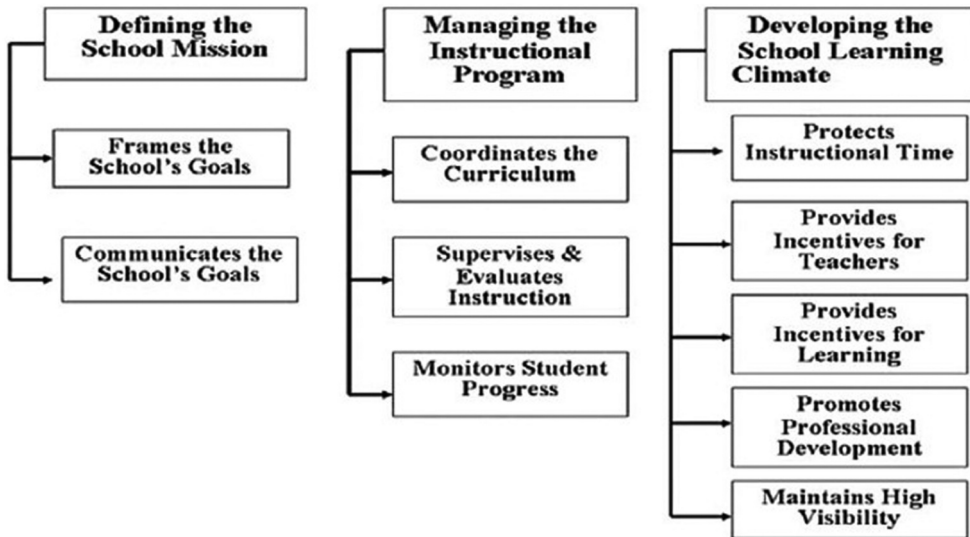 Defining the
School Mission
Frames the
School's Goals
Communicates the
School's Goals
Managing the
Instructional
Program
Coordinates the
Curriculum
Supervises &
Evaluates
Instruction
Monitors Student
Progress
Developing the
School Learning
Climate
Protects
Instructional Time
Provides
Incentives for
Teachers
Provides
Incentives for
Learning
Promotes
Professional
Development
Maintains High
Visibility